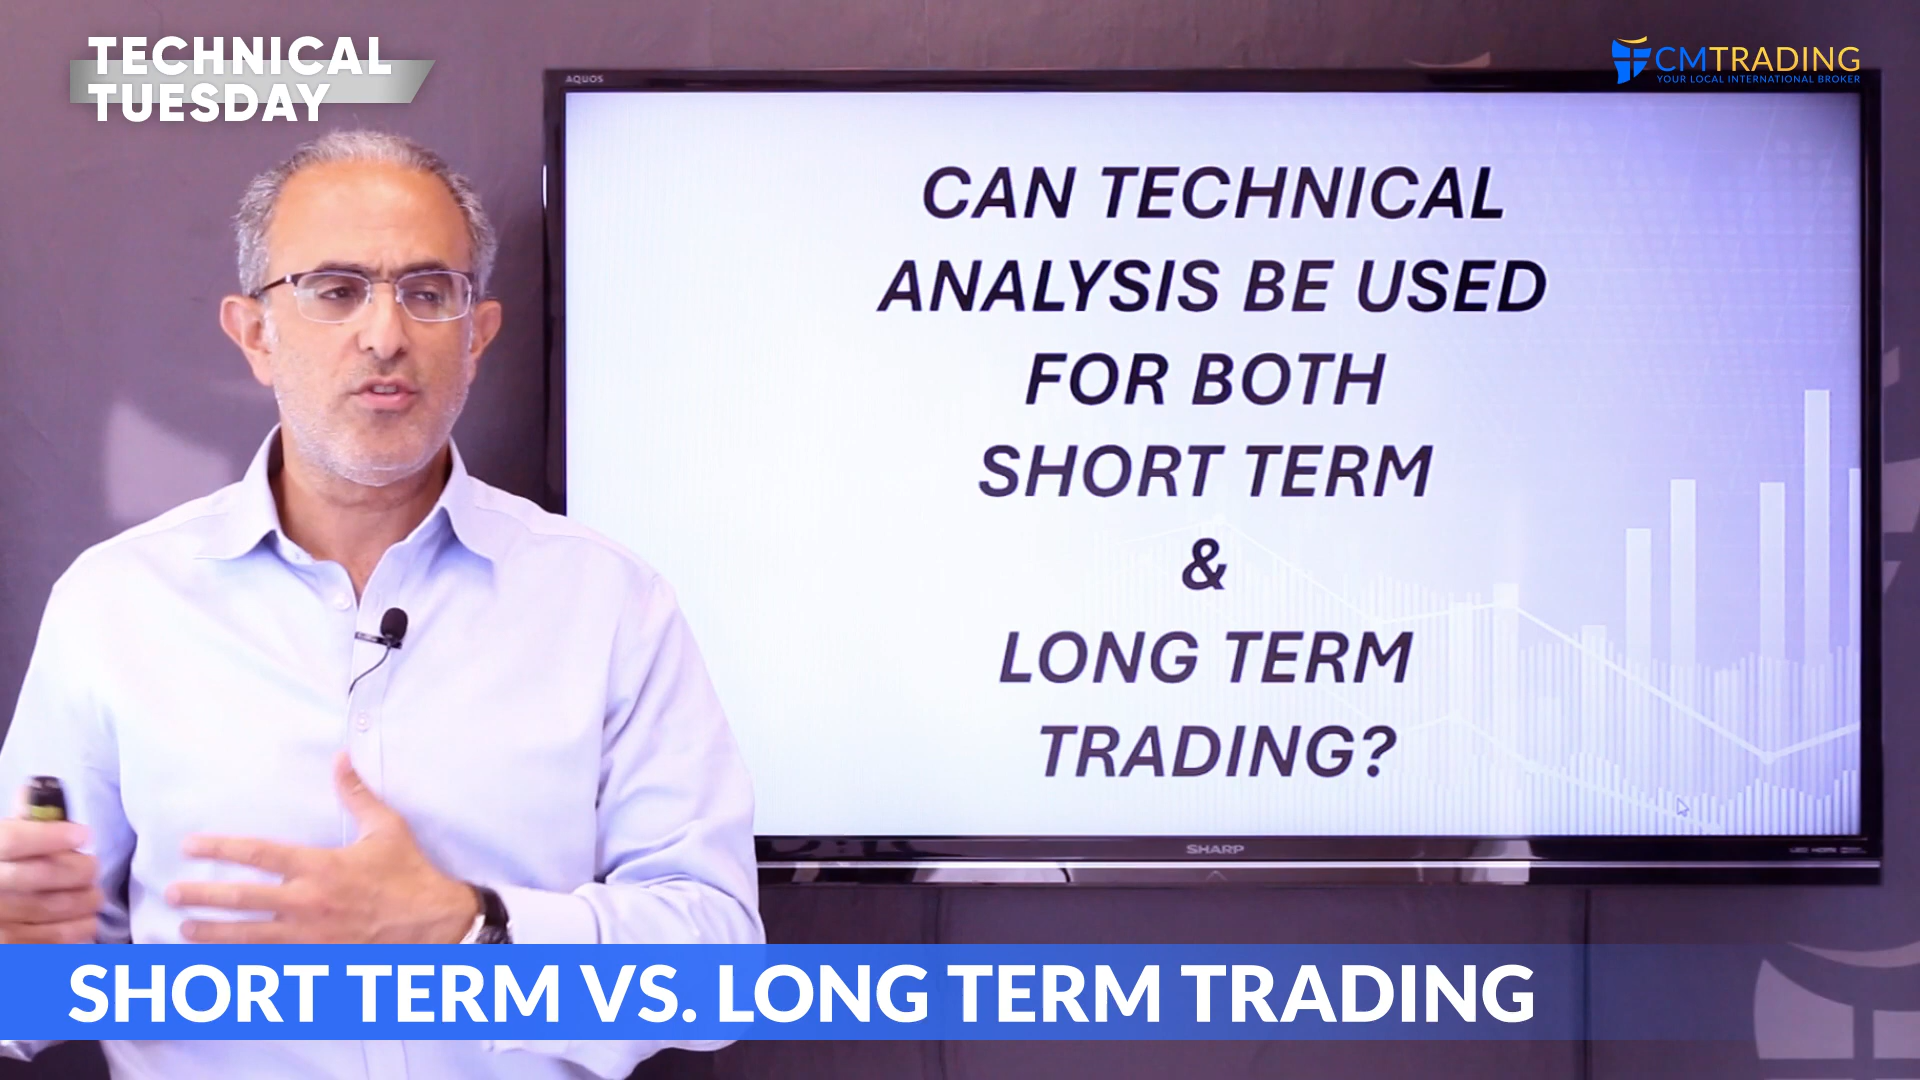 TECHNICAL
TUESDAY
CMTRADING
YOUR LOCAL INTERNATIONAL BROKER
AQUOS
CAN TECHNICAL
ANALYSIS BE USED
FOR BOTH
SHORT TERM
&
LONG TERM
TRADING?
SHARP
SHORT TERM VS. LONG TERM TRADING